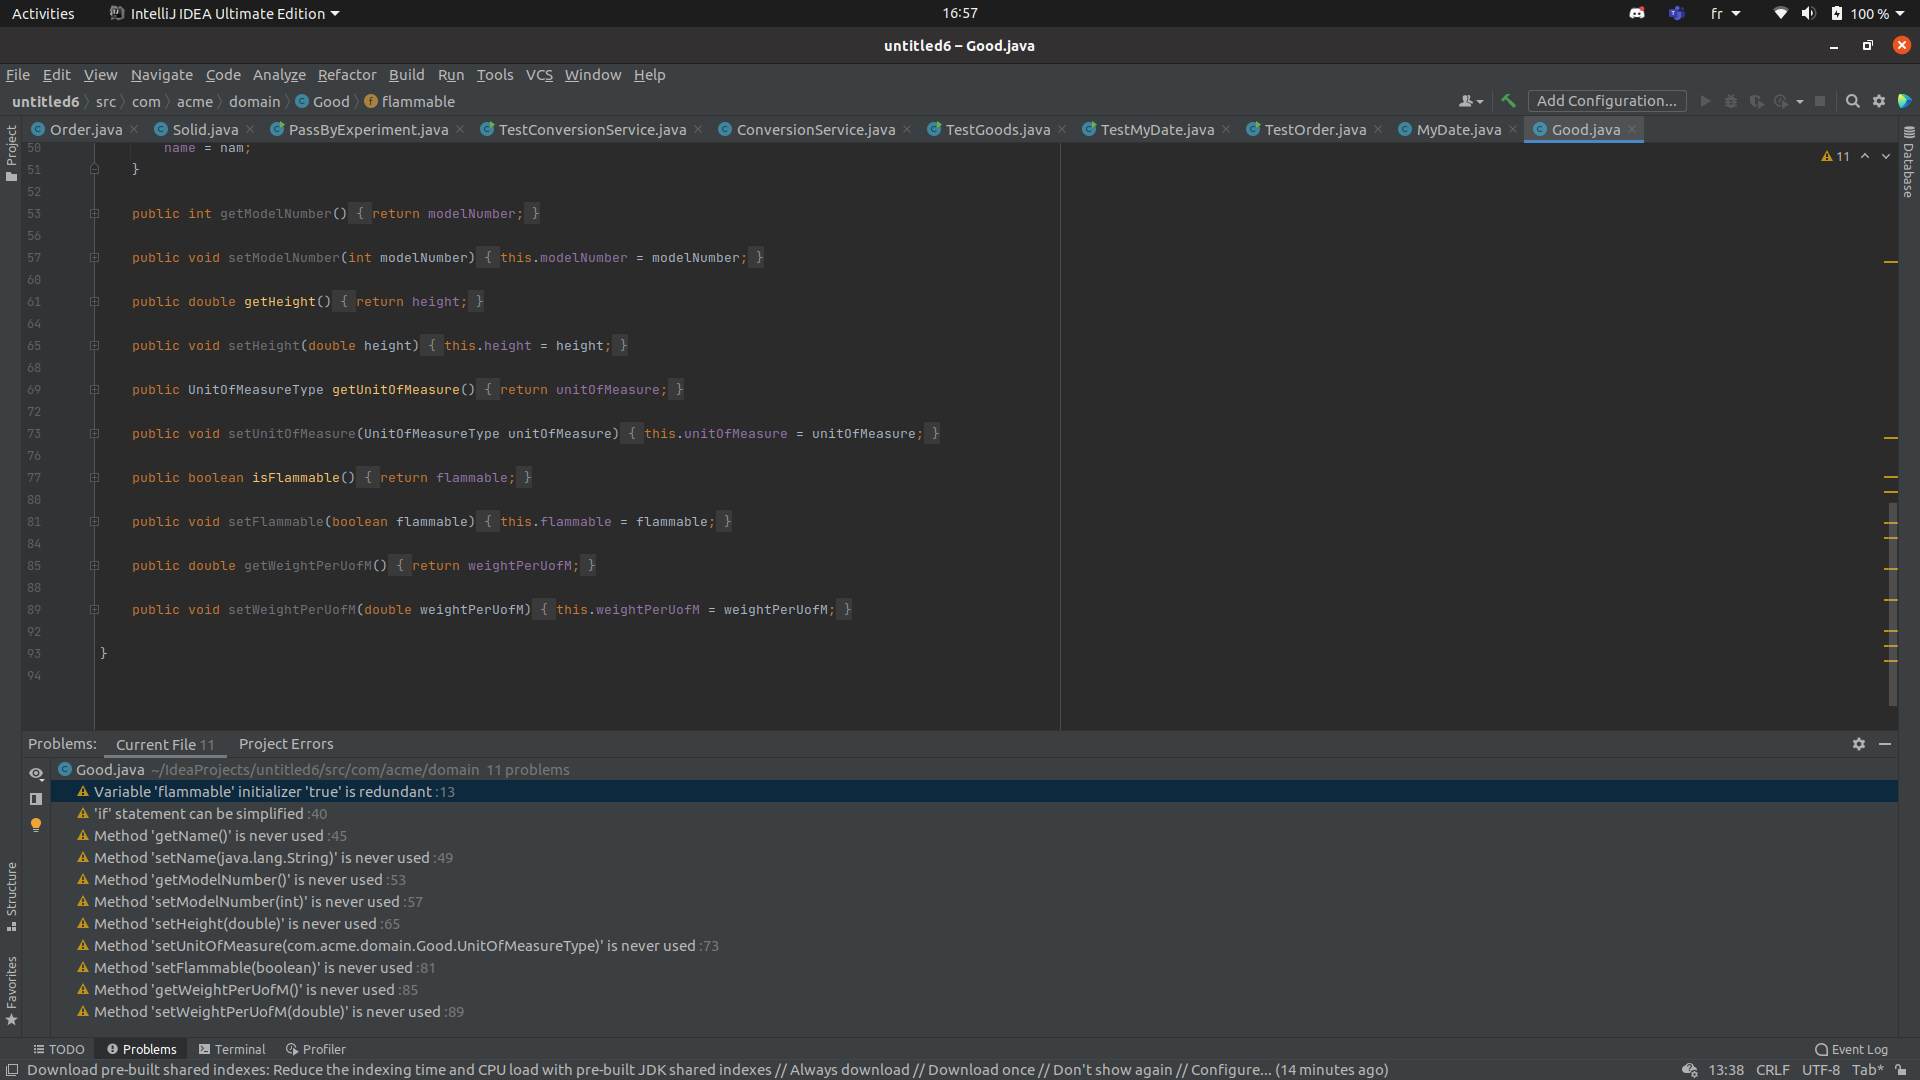 Activities IntelliJ IDEA Ultimate Edition 16:57 fr 100 %
untitled6 – Good.java
File Edit View Navigate Code Analyze Refactor Build Run Tools VCS Window Help
untitled6 src com acme domain Good flammable Add Configuration...
Order.java Solid.java PassByExperiment.java TestConversionService.java ConversionService.java TestGoods.java TestMyDate.java TestOrder.java MyDate.java Good.java
Project
Database
11
50 name = nam;
51 }
52
53 public int getModelNumber() { return modelNumber; }
56
57 public void setModelNumber(int modelNumber) { this.modelNumber = modelNumber; }
60
61 public double getHeight() { return height; }
64
65 public void setHeight(double height) { this.height = height; }
68
69 public UnitOfMeasureType getUnitOfMeasure() { return unitOfMeasure; }
72
73 public void setUnitOfMeasure(UnitOfMeasureType unitOfMeasure) { this.unitOfMeasure = unitOfMeasure; }
76
77 public boolean isFlammable() { return flammable; }
80
81 public void setFlammable(boolean flammable) { this.flammable = flammable; }
84
85 public double getWeightPerUofM() { return weightPerUofM; }
88
89 public void setWeightPerUofM(double weightPerUofM) { this.weightPerUofM = weightPerUofM; }
92
93 }
94
Problems: Current File 11 Project Errors
Good.java ~/IdeaProjects/untitled6/src/com/acme/domain 11 problems
Variable 'flammable' initializer 'true' is redundant :13
'if' statement can be simplified :40
Method 'getName()' is never used :45
Method 'setName(java.lang.String)' is never used :49
Method 'getModelNumber()' is never used :53
Method 'setModelNumber(int)' is never used :57
Method 'setHeight(double)' is never used :65
Method 'setUnitOfMeasure(com.acme.domain.Good.UnitOfMeasureType)' is never used :73
Method 'setFlammable(boolean)' is never used :81
Method 'getWeightPerUofM()' is never used :85
Method 'setWeightPerUofM(double)' is never used :89
Structure
Favorites
TODO Problems Terminal Profiler Event Log
Download pre-built shared indexes: Reduce the indexing time and CPU load with pre-built JDK shared indexes // Always download // Download once // Don't show again // Configure... (14 minutes ago) 13:38 CRLF UTF-8 Tab*